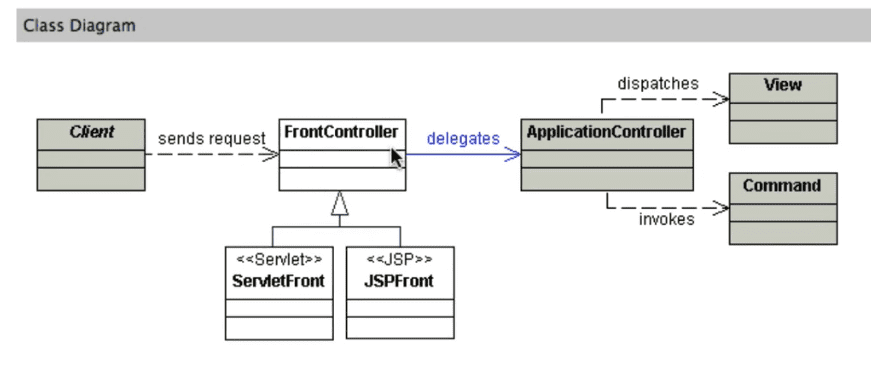 Class Diagram
dispatches
View
Client
sends request
FrontController
delegates
ApplicationController
Command
invokes
<<Servlet>>
ServletFront
<<JSP>>
JSPFront